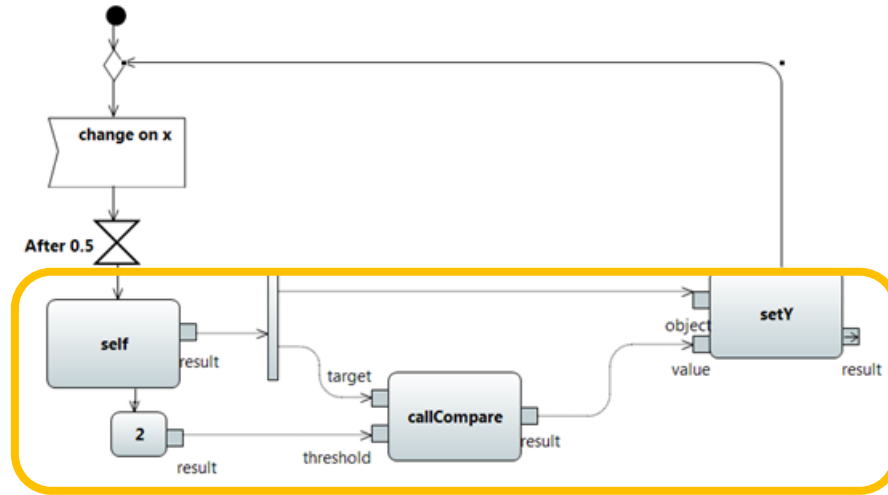 change on x
After 0.5
self
result
object
setY
value
result
target
callCompare
result
threshold
2
result